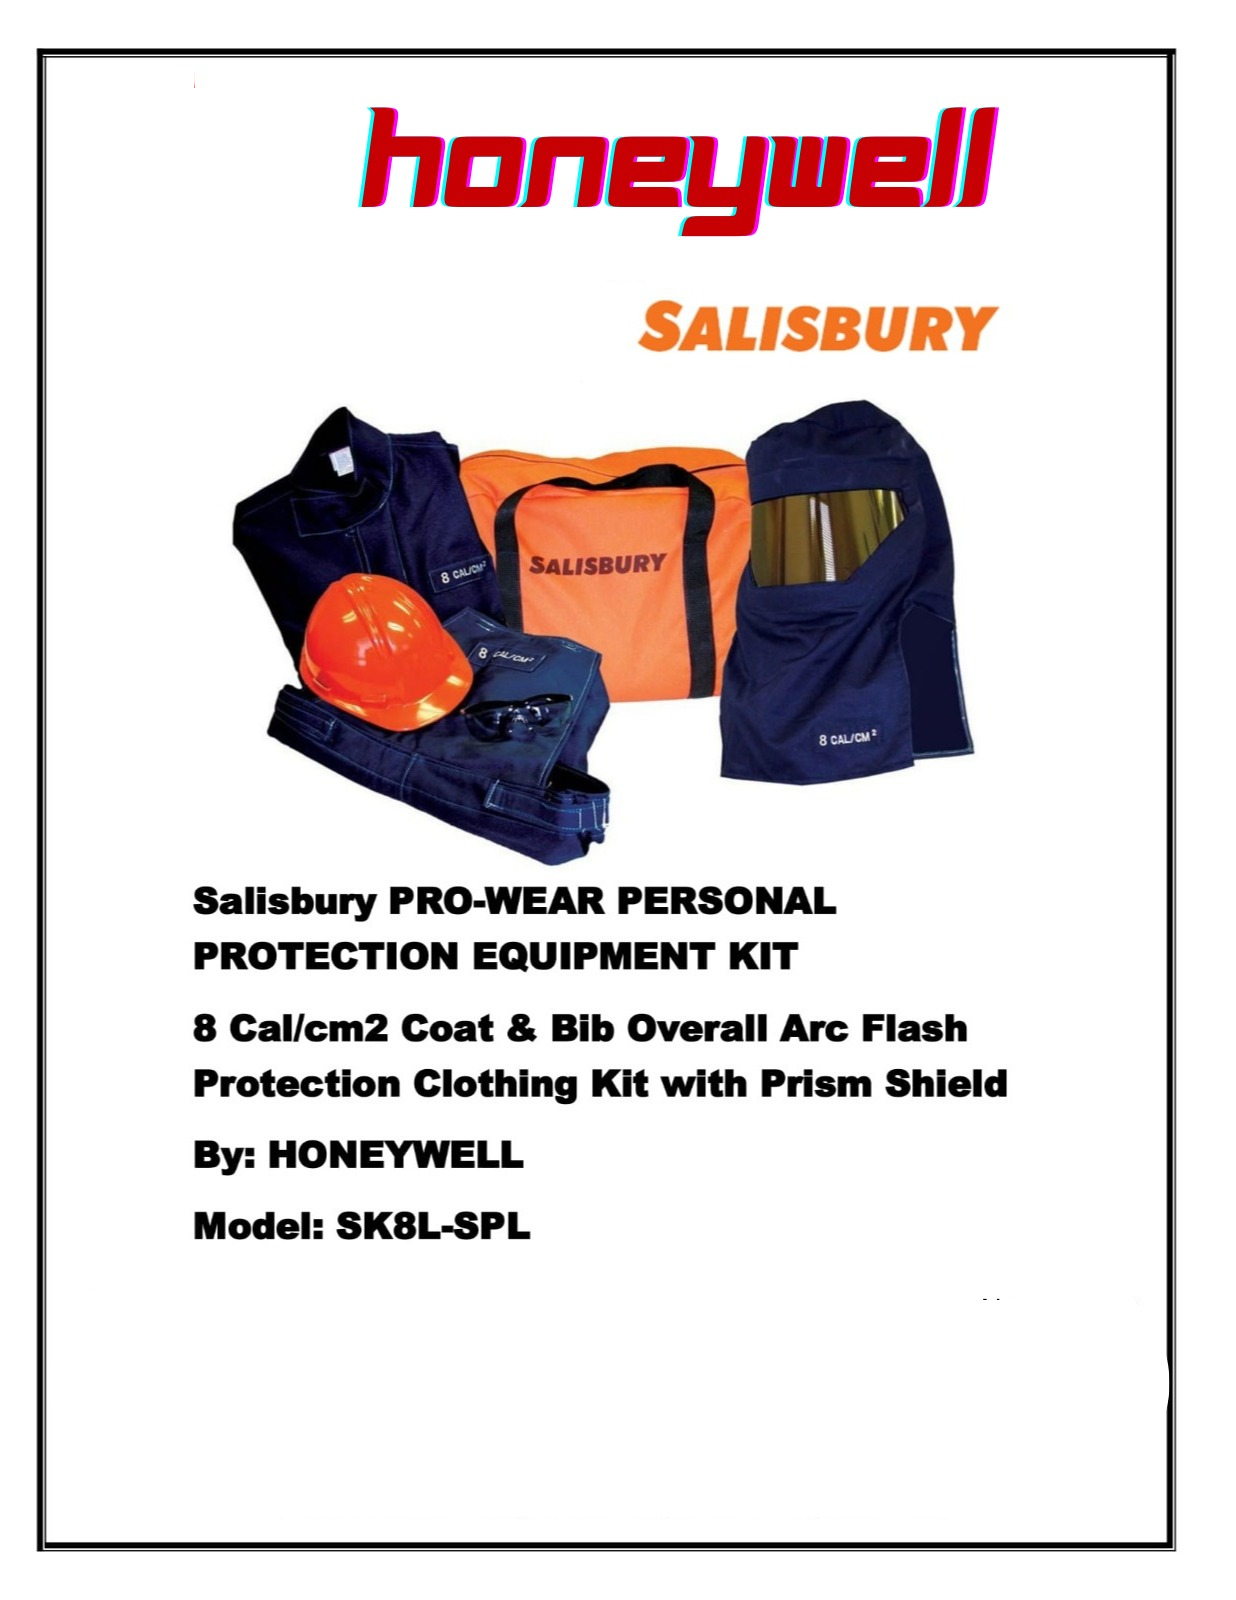 honeywell
SALISBURY
8 CAL/CM²
SALISBURY
8 CAL/CM²
8 CAL/CM²
Salisbury PRO-WEAR PERSONAL
PROTECTION EQUIPMENT KIT
8 Cal/cm2 Coat & Bib Overall Arc Flash
Protection Clothing Kit with Prism Shield
By: HONEYWELL
Model: SK8L-SPL